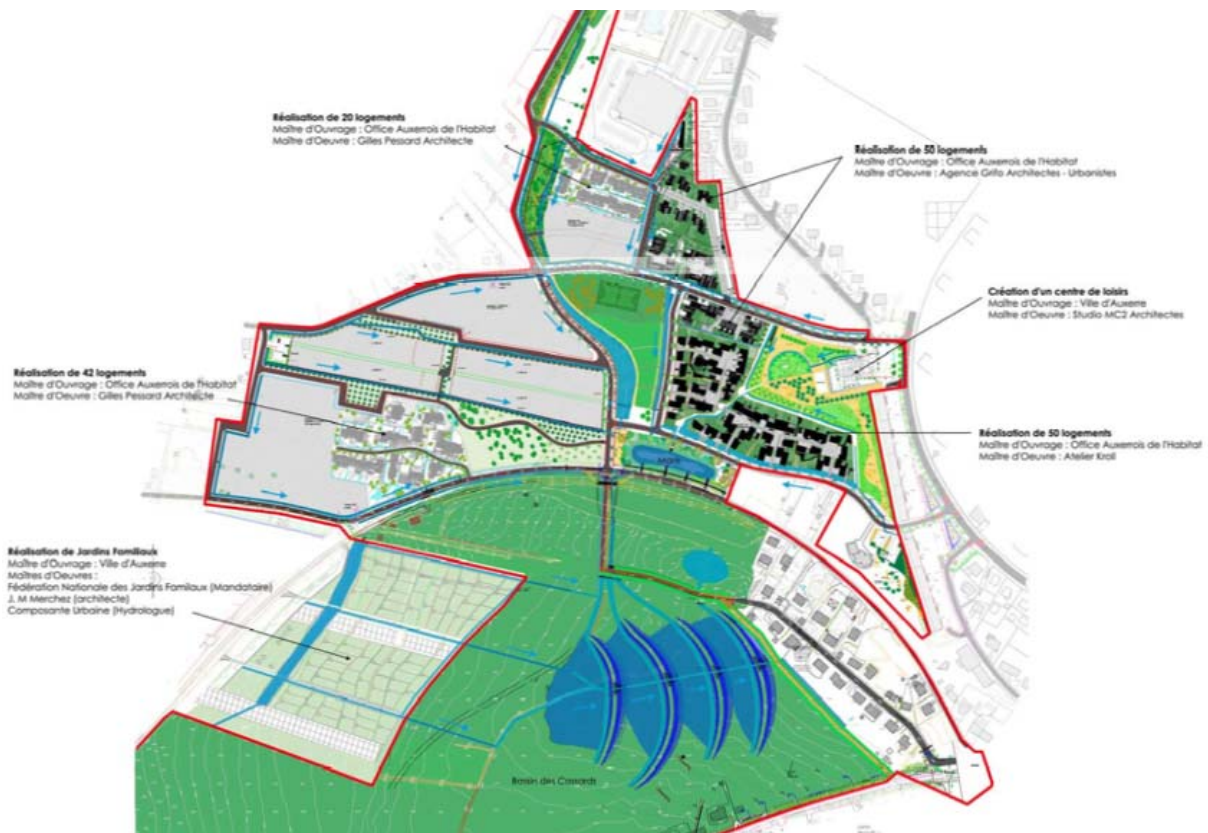 Réalisation de 20 logements
Maître d'Ouvrage : Office Auxerrois de l'Habitat
Maître d'Oeuvre : Gilles Pessard Architecte
Réalisation de 50 logements
Maître d'Ouvrage : Office Auxerrois de l'Habitat
Maître d'Oeuvre : Agence Grifo Architectes - Urbanistes
Création d'un centre de loisirs
Maître d'Ouvrage : Ville d'Auxerre
Maître d'Oeuvre : Studio MC2 Architectes
Réalisation de 42 logements
Maître d'Ouvrage : Office Auxerrois de l'Habitat
Maître d'Oeuvre : Gilles Pessard Architecte
Réalisation de 50 logements
Maître d'Ouvrage : Office Auxerrois de l'Habitat
Maître d'Oeuvre : Atelier Kroll
Mare
Réalisation de Jardins Familiaux
Maître d'Ouvrage : Ville d'Auxerre
Maîtres d'Oeuvres :
Fédération Nationale des Jardins Familiaux (Mandataire)
J. M Merchez (architecte)
Composante Urbaine (Hydrologue)
Bassin des Cassards